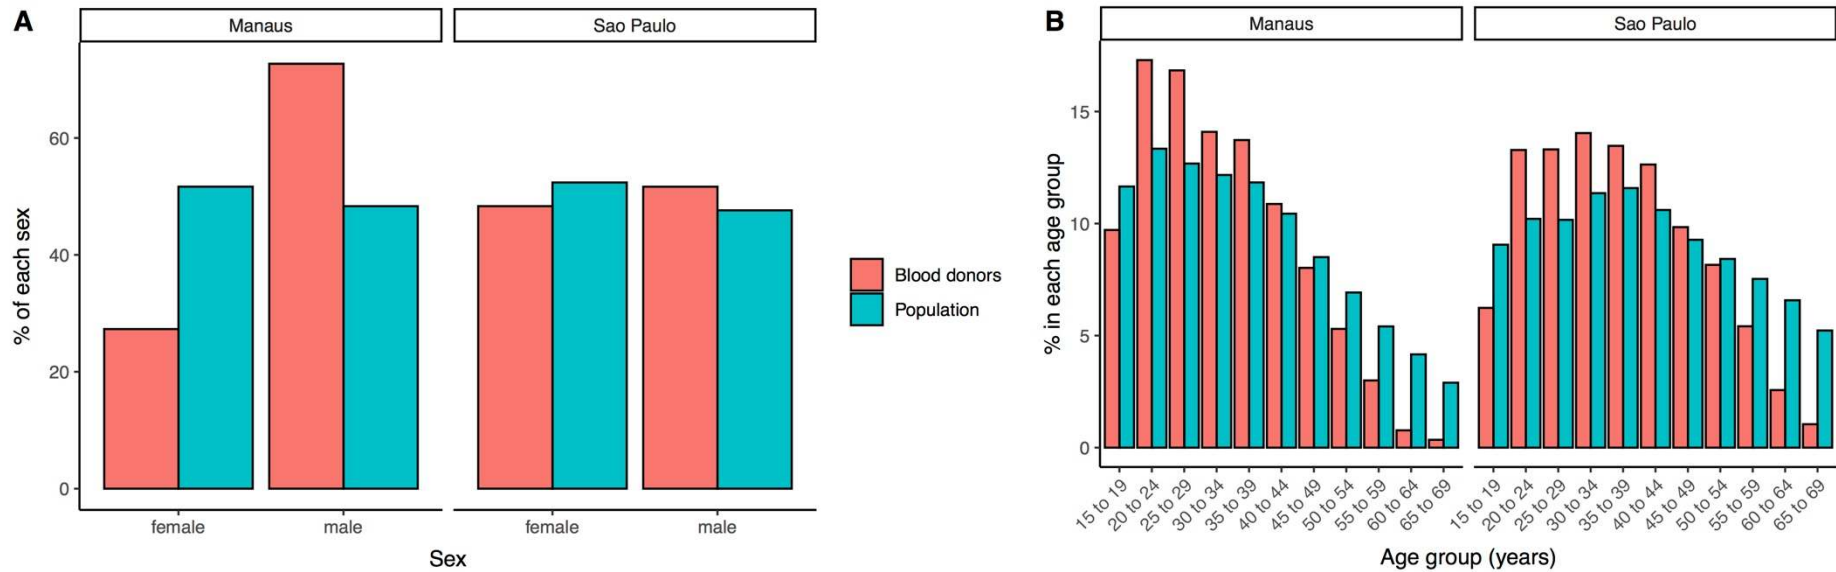 A
Manaus
Sao Paulo
% of each sex
60
40
20
0
female
male
female
male
Sex
Blood donors
Population
B
Manaus
Sao Paulo
% in each age group
15
10
5
0
15 to 19
20 to 24
25 to 29
30 to 34
35 to 39
40 to 44
45 to 49
50 to 54
55 to 59
60 to 64
65 to 69
15 to 19
20 to 24
25 to 29
30 to 34
35 to 39
40 to 44
45 to 49
50 to 54
55 to 59
60 to 64
65 to 69
Age group (years)